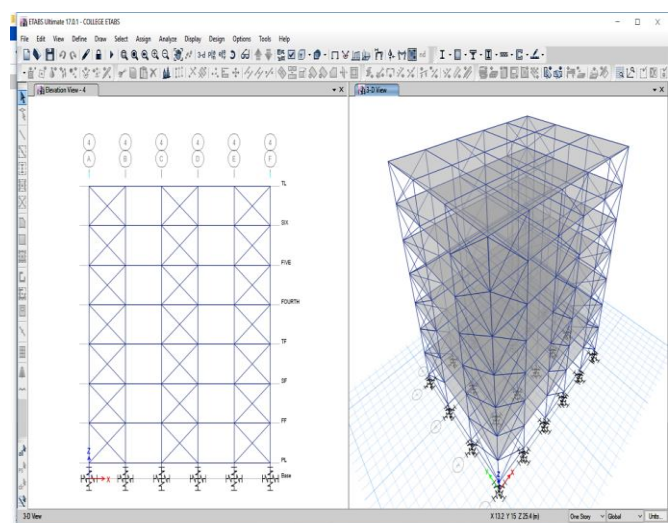 ETABS Ultimate 17.0.1 - COLLEGE ETABS
File Edit View Define Draw Select Assign Analyze Display Design Options Tools Help
Elevation View - 4
3-D View
4 4 4 4 4 4
A B C D E F
TL
SIX
FIVE
FOURTH
TF
SF
FF
PL
Base
Z
X
Y
Z
X
3-D View
X 13.2 Y 15 Z 25.4 (m)
One Story
Global
Units...